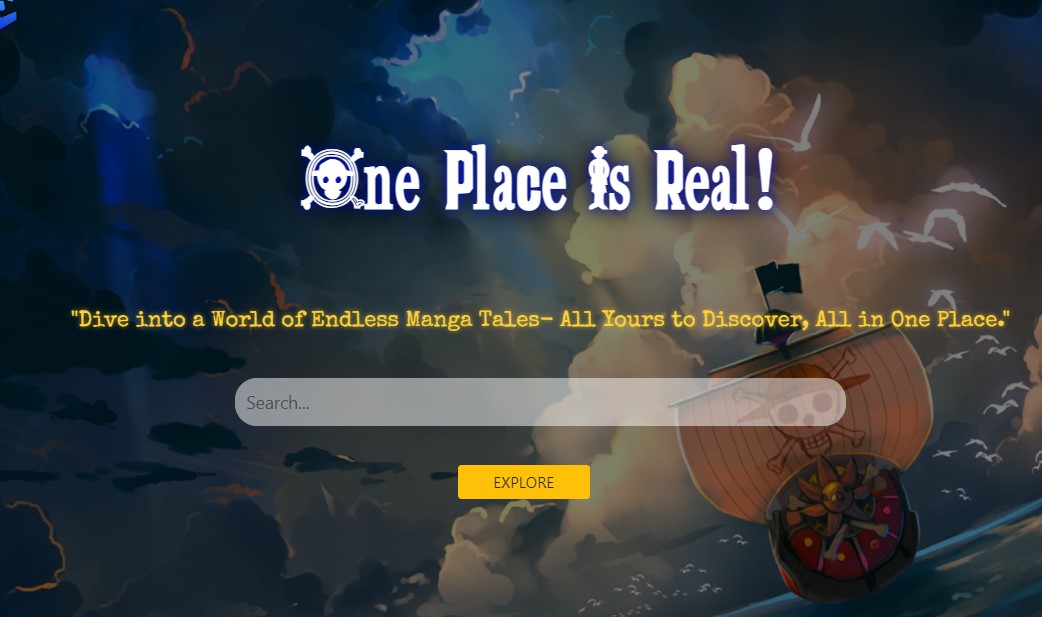 One Place is Real!
"Dive into a World of Endless Manga Tales– All Yours to Discover, All in One Place."
Search...
EXPLORE